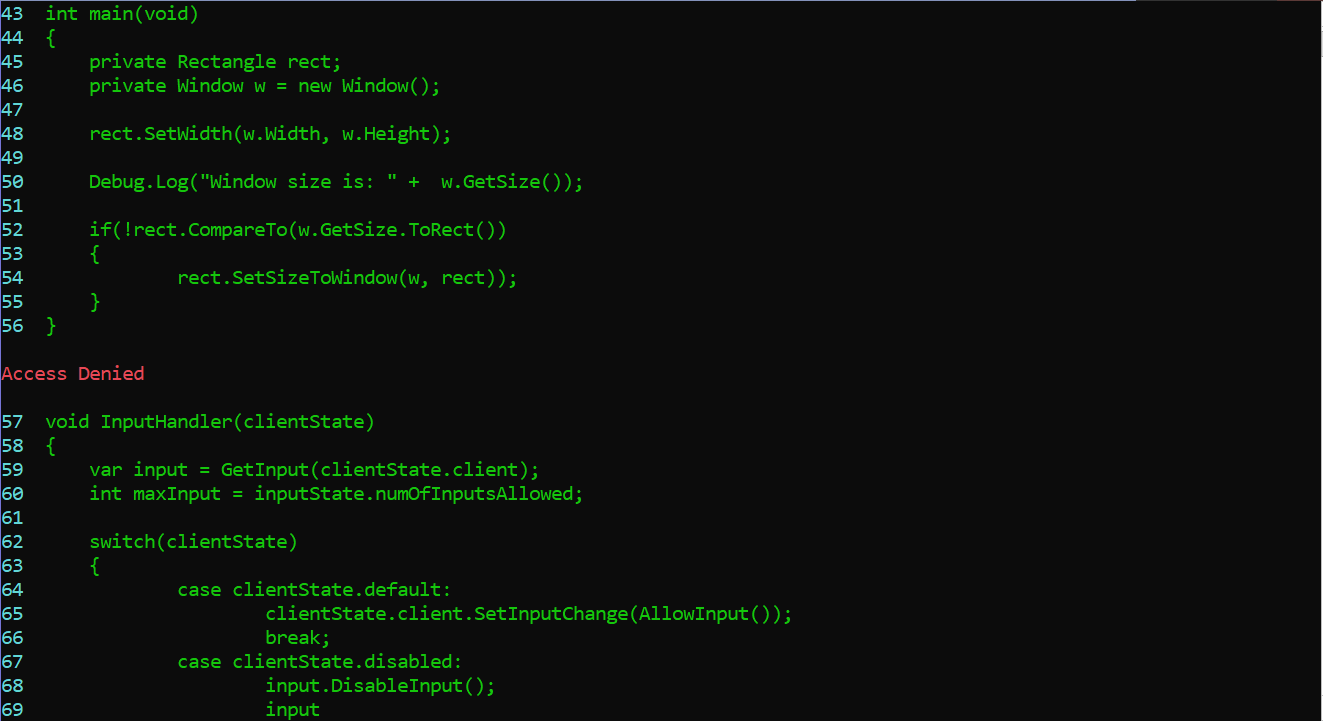 43  int main(void)
44  {
45      private Rectangle rect;
46      private Window w = new Window();
47
48      rect.SetWidth(w.Width, w.Height);
49
50      Debug.Log("Window size is: " +  w.GetSize());
51
52      if(!rect.CompareTo(w.GetSize.ToRect())
53      {
54              rect.SetSizeToWindow(w, rect));
55      }
56  }
Access Denied
57  void InputHandler(clientState)
58  {
59      var input = GetInput(clientState.client);
60      int maxInput = inputState.numOfInputsAllowed;
61
62      switch(clientState)
63      {
64              case clientState.default:
65                      clientState.client.SetInputChange(AllowInput());
66                      break;
67              case clientState.disabled:
68                      input.DisableInput();
69                      input